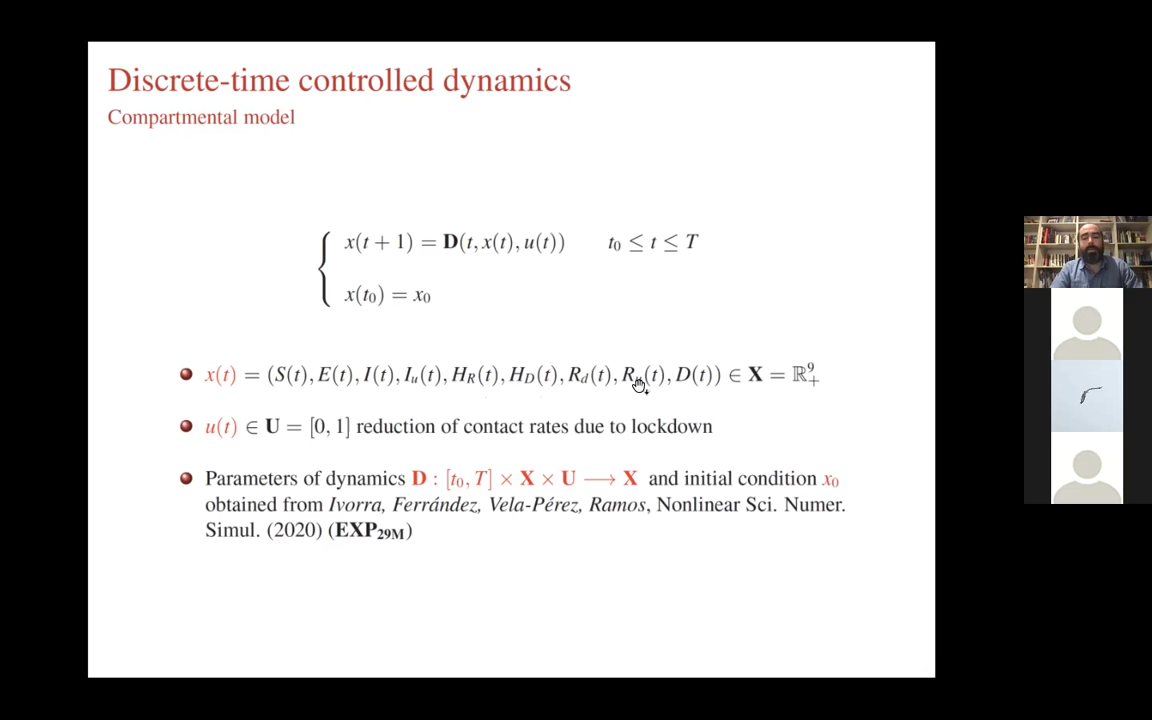 Discrete-time controlled dynamics
Compartmental model
x(t + 1) = D(t, x(t), u(t)) t₀ ≤ t ≤ T
x(t₀) = x₀
x(t) = (S(t), E(t), I(t), Iᵤ(t), H_R(t), H_D(t), R_d(t), R (t), D(t)) ∈ X = ℝ⁹₊
u(t) ∈ U = [0, 1] reduction of contact rates due to lockdown
Parameters of dynamics D : [t₀, T] × X × U ⟶ X and initial condition x₀
obtained from Ivorra, Ferrández, Vela-Pérez, Ramos, Nonlinear Sci. Numer.
Simul. (2020) (EXP₂₉M)